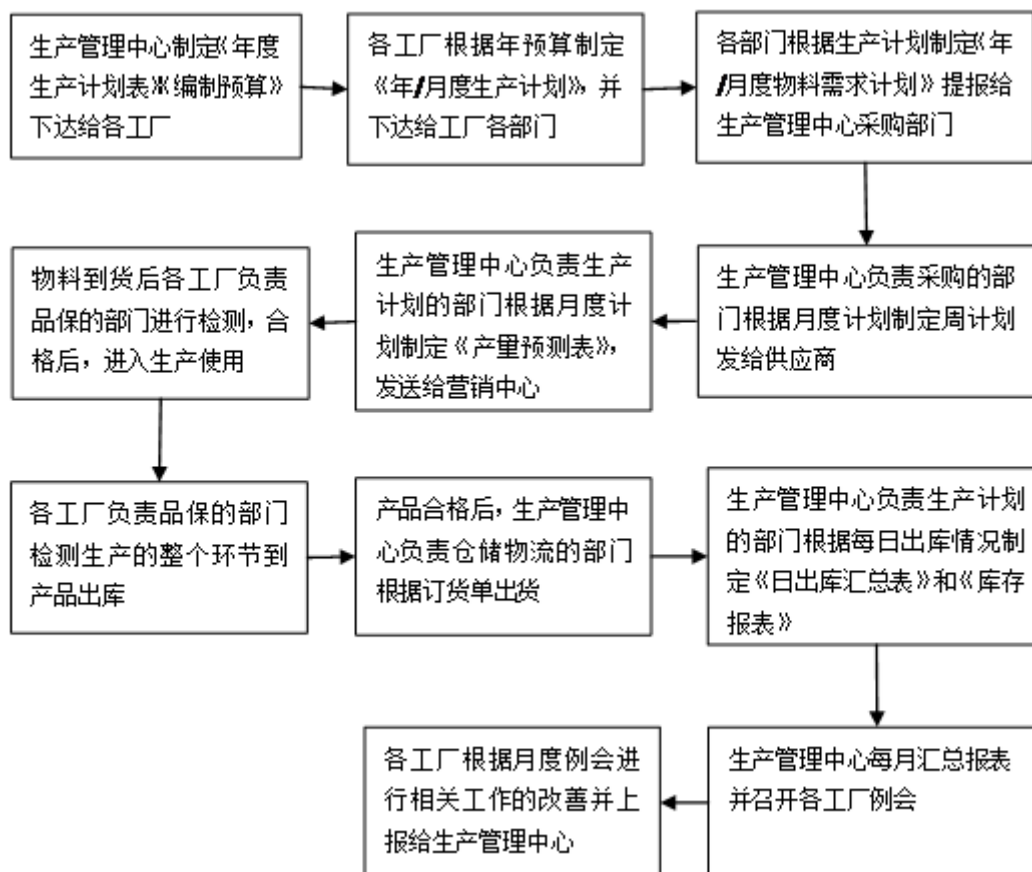 生产管理中心制定《年度
生产计划表》《编制预算》
下达给各工厂
各工厂根据年预算制定
《年/月度生产计划》，并
下达给工厂各部门
各部门根据生产计划制定《年
/月度物料需求计划》提报给
生产管理中心采购部门
生产管理中心负责采购的部
门根据月度计划制定周计划
发给供应商
生产管理中心负责生产
计划的部门根据月度计
划制定《产量预测表》，
发送给营销中心
物料到货后各工厂负责
品保的部门进行检测，合
格后，进入生产使用
各工厂负责品保的部门
检测生产的整个环节到
产品出库
产品合格后，生产管理中
心负责仓储物流的部门
根据订货单出货
生产管理中心负责生产计划
的部门根据每日出库情况制
定《日出库汇总表》和《库存
报表》
生产管理中心每月汇总报表
并召开各工厂例会
各工厂根据月度例会进
行相关工作的改善并上
报给生产管理中心